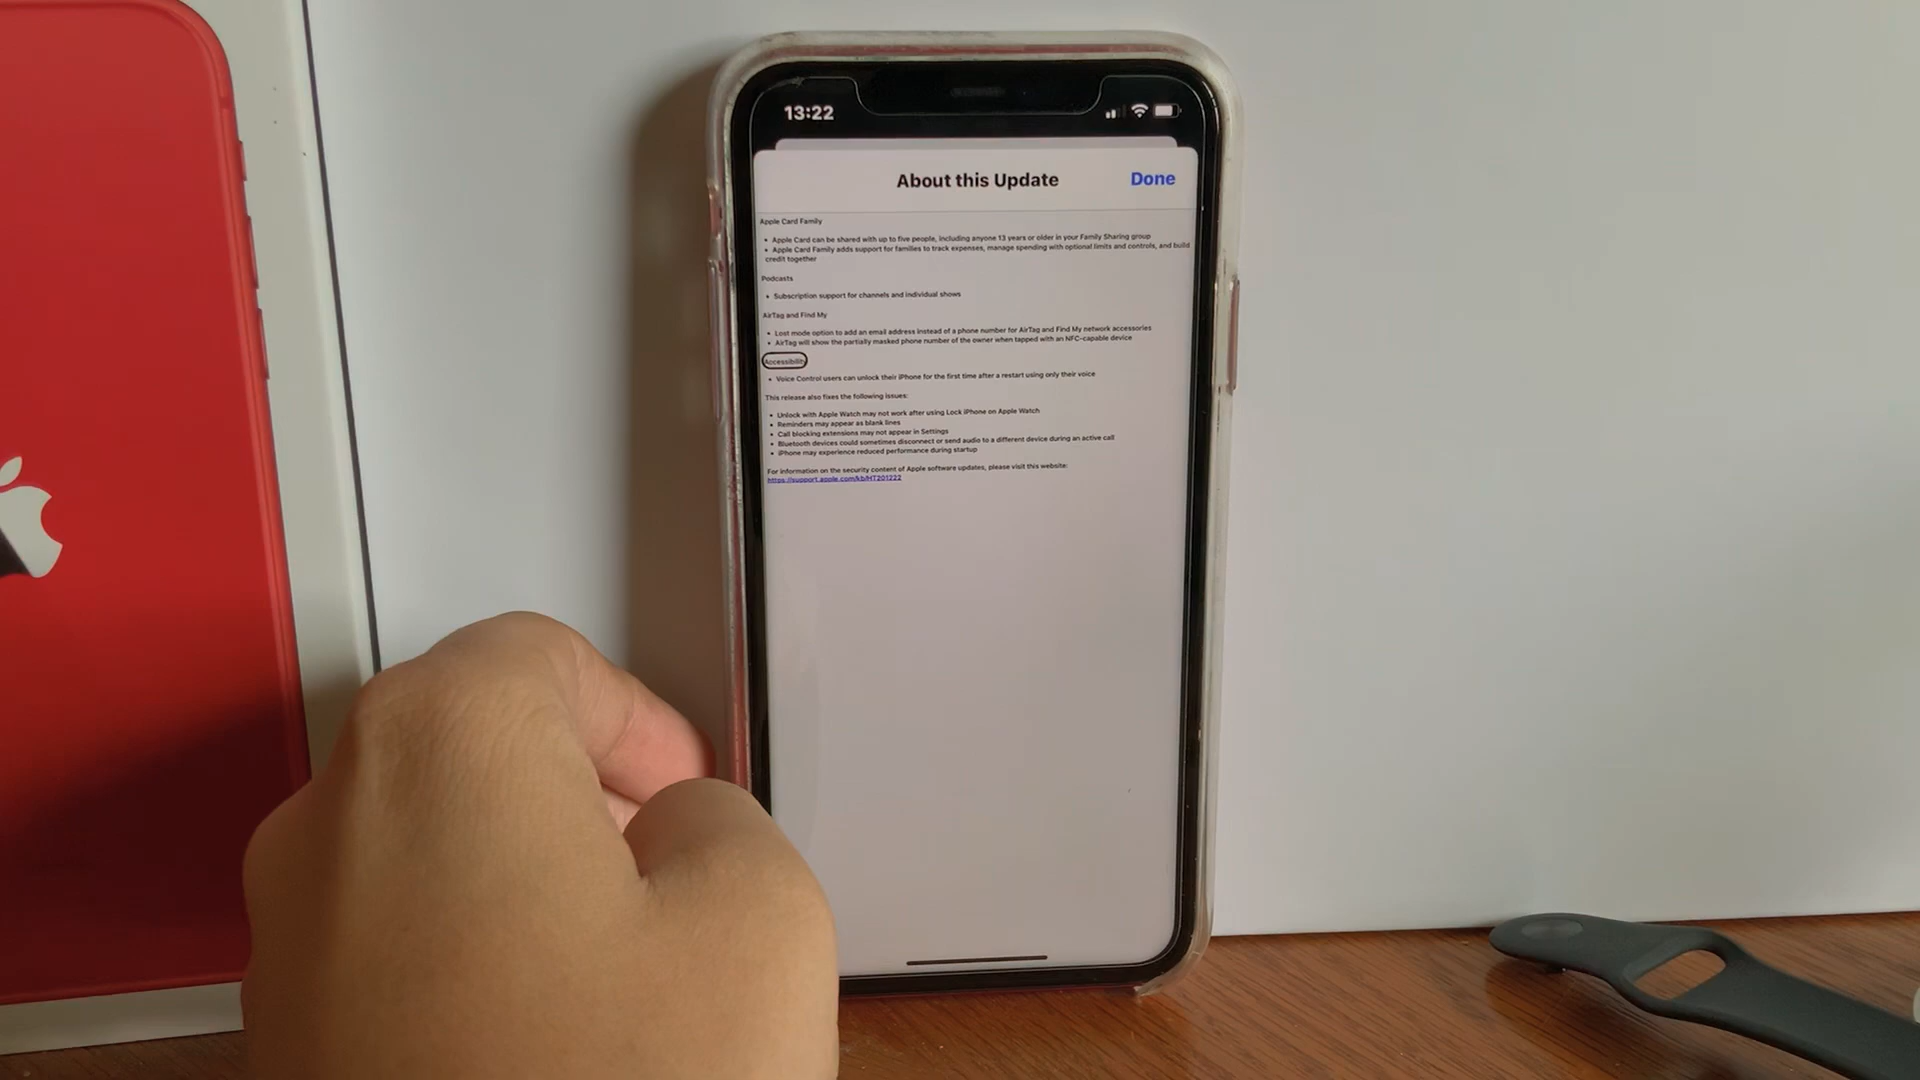 13:22
About this Update
Done
Apple Card Family
• Apple Card can be shared with up to five people, including anyone 13 years or older in your Family Sharing group
• Apple Card Family adds support for families to track expenses, manage spending with optional limits and controls, and build
credit together
Podcasts
• Subscription support for channels and individual shows
AirTag and Find My
• Lost mode option to add an email address instead of a phone number for AirTag and Find My network accessories
• AirTag will show the partially masked phone number of the owner when tapped with an NFC-capable device
Accessibility
• Voice Control users can unlock their iPhone for the first time after a restart using only their voice
This release also fixes the following issues:
• Unlock with Apple Watch may not work after using Lock iPhone on Apple Watch
• Reminders may appear as blank lines
• Call blocking extensions may not appear in Settings
• Bluetooth devices could sometimes disconnect or send audio to a different device during an active call
• iPhone may experience reduced performance during startup
For information on the security content of Apple software updates, please visit this website:
https://support.apple.com/kb/HT201222